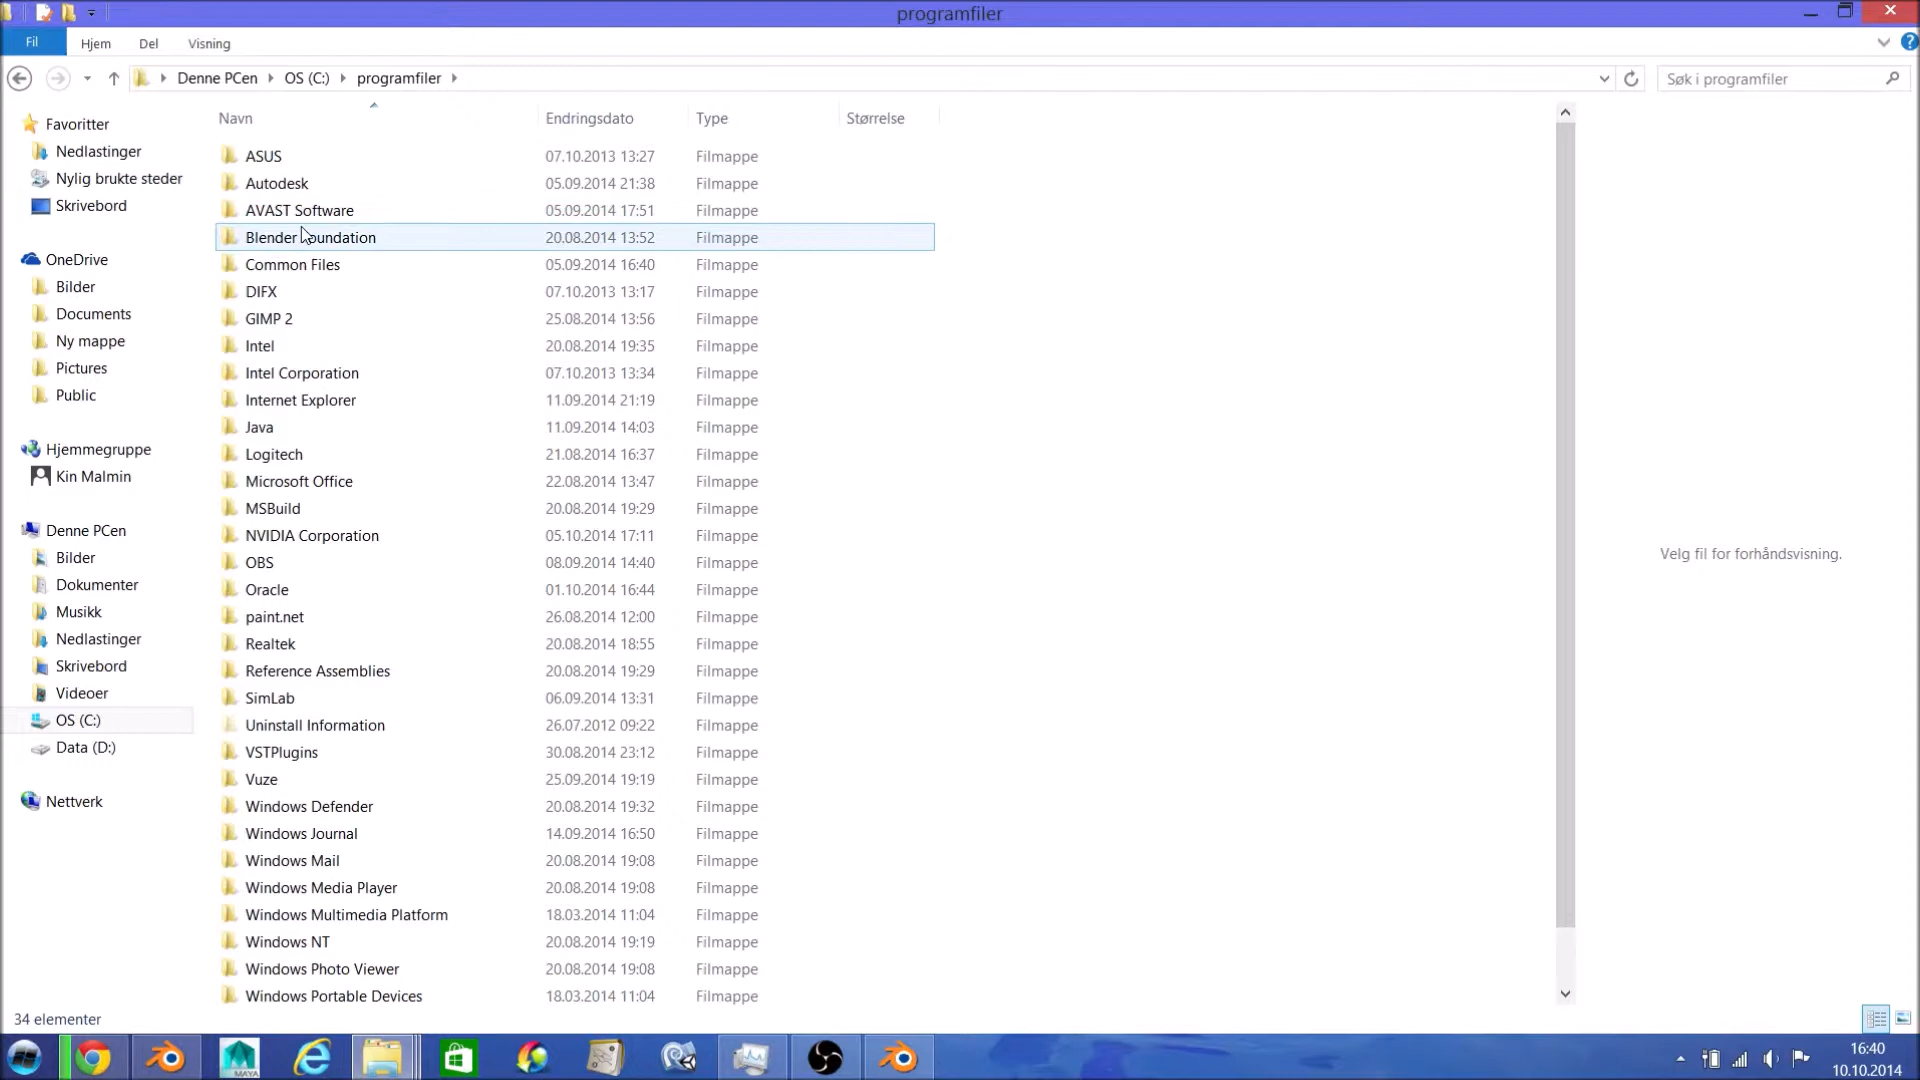 programfiler
Fil Hjem Del Visning
Denne PCen OS (C:) programfiler Søk i programfiler
Favoritter
Nedlastinger
Nylig brukte steder
Skrivebord
OneDrive
Bilder
Documents
Ny mappe
Pictures
Public
Hjemmegruppe
Kin Malmin
Denne PCen
Bilder
Dokumenter
Musikk
Nedlastinger
Skrivebord
Videoer
OS (C:)
Data (D:)
Nettverk
Navn Endringsdato Type Størrelse
ASUS 07.10.2013 13:27 Filmappe
Autodesk 05.09.2014 21:38 Filmappe
AVAST Software 05.09.2014 17:51 Filmappe
Blender Foundation 20.08.2014 13:52 Filmappe
Common Files 05.09.2014 16:40 Filmappe
DIFX 07.10.2013 13:17 Filmappe
GIMP 2 25.08.2014 13:56 Filmappe
Intel 20.08.2014 19:35 Filmappe
Intel Corporation 07.10.2013 13:34 Filmappe
Internet Explorer 11.09.2014 21:19 Filmappe
Java 11.09.2014 14:03 Filmappe
Logitech 21.08.2014 16:37 Filmappe
Microsoft Office 22.08.2014 13:47 Filmappe
MSBuild 20.08.2014 19:29 Filmappe
NVIDIA Corporation 05.10.2014 17:11 Filmappe
OBS 08.09.2014 14:40 Filmappe
Oracle 01.10.2014 16:44 Filmappe
paint.net 26.08.2014 12:00 Filmappe
Realtek 20.08.2014 18:55 Filmappe
Reference Assemblies 20.08.2014 19:29 Filmappe
SimLab 06.09.2014 13:31 Filmappe
Uninstall Information 26.07.2012 09:22 Filmappe
VSTPlugins 30.08.2014 23:12 Filmappe
Vuze 25.09.2014 19:19 Filmappe
Windows Defender 20.08.2014 19:32 Filmappe
Windows Journal 14.09.2014 16:50 Filmappe
Windows Mail 20.08.2014 19:08 Filmappe
Windows Media Player 20.08.2014 19:08 Filmappe
Windows Multimedia Platform 18.03.2014 11:04 Filmappe
Windows NT 20.08.2014 19:19 Filmappe
Windows Photo Viewer 20.08.2014 19:08 Filmappe
Windows Portable Devices 18.03.2014 11:04 Filmappe
Velg fil for forhåndsvisning.
34 elementer
MAYA
16:40
10.10.2014